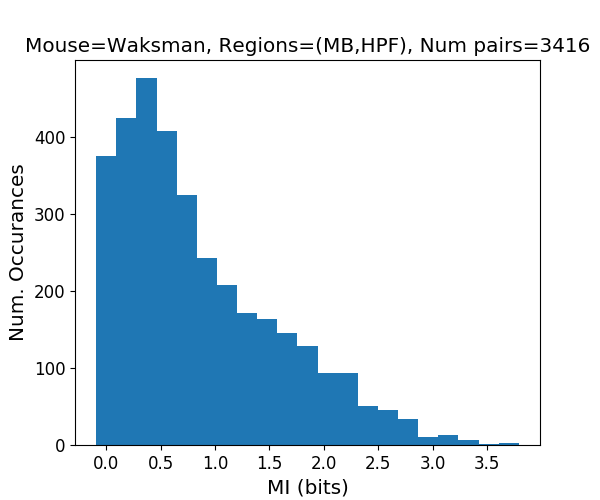 Mouse=Waksman, Regions=(MB,HPF), Num pairs=3416
Num. Occurances
400
300
200
100
0
0.0 0.5 1.0 1.5 2.0 2.5 3.0 3.5
MI (bits)